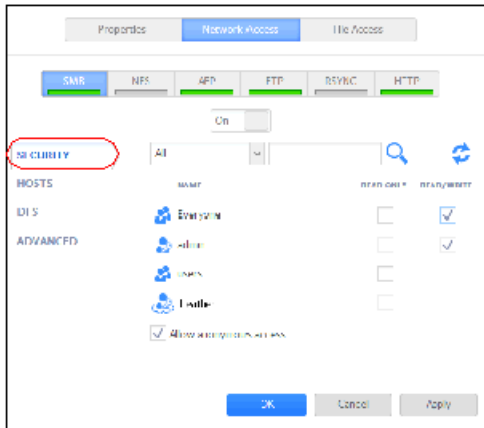 Properties Network Access File Access
SMB NFS AFP FTP RSYNC HTTP
On
SECURITY All
HOSTS NAME READ ONLY READ/WRITE
DFS Everyone
ADVANCED admin
users
Allow anonymous access
OK Cancel Apply